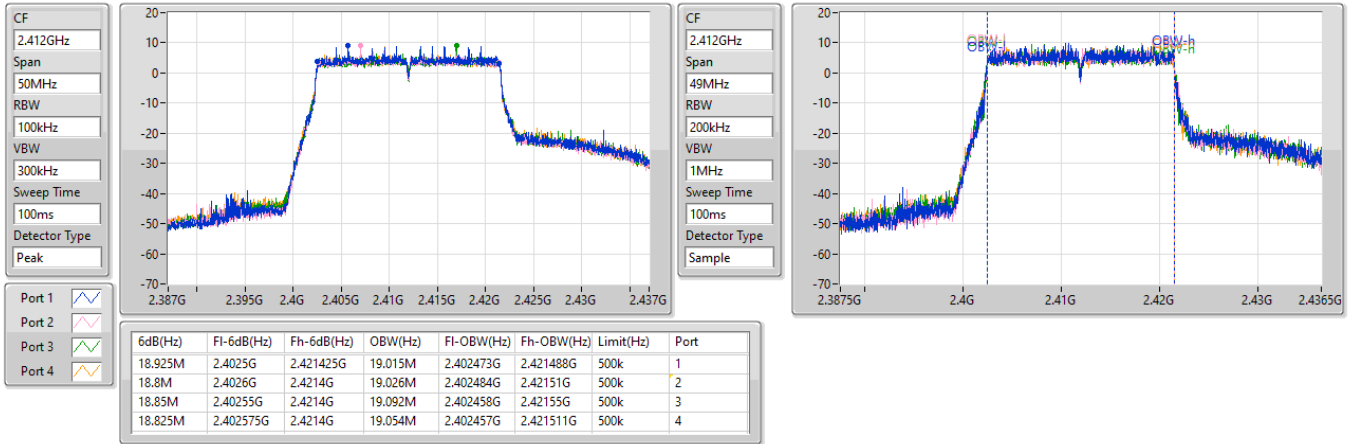 CF
2.412GHz
Span
50MHz
RBW
100kHz
VBW
300kHz
Sweep Time
100ms
Detector Type
Peak
20
10
0
-10
-20
-30
-40
-50
-60
-70
2.387G 2.395G 2.4G 2.405G 2.41G 2.415G 2.42G 2.425G 2.43G 2.437G
CF
2.412GHz
Span
49MHz
RBW
200kHz
VBW
1MHz
Sweep Time
100ms
Detector Type
Sample
20
10
0
-10
-20
-30
-40
-50
-60
-70
OBW-l OBW-h
2.3875G 2.4G 2.41G 2.42G 2.43G 2.4365G
Port 1
Port 2
Port 3
Port 4
6dB(Hz) Fl-6dB(Hz) Fh-6dB(Hz) OBW(Hz) Fl-OBW(Hz) Fh-OBW(Hz) Limit(Hz) Port
18.925M 2.4025G 2.421425G 19.015M 2.402473G 2.421488G 500k 1
18.8M 2.4026G 2.4214G 19.026M 2.402484G 2.42151G 500k 2
18.85M 2.40255G 2.4214G 19.092M 2.402458G 2.42155G 500k 3
18.825M 2.402575G 2.4214G 19.054M 2.402457G 2.421511G 500k 4